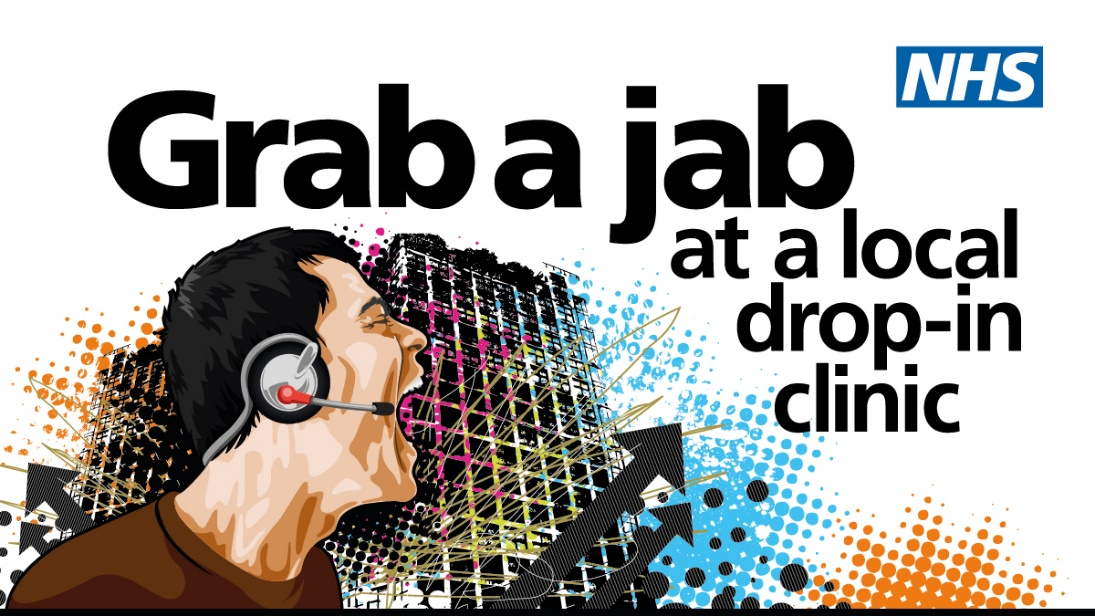 NHS
Grab a jab
at a local
drop-in
clinic